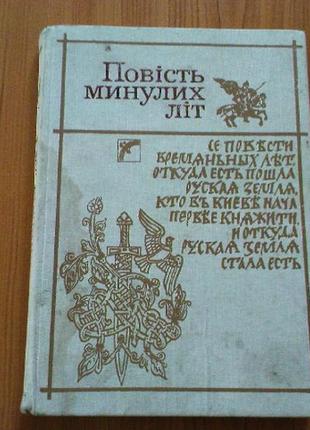 Повість
минулих
літ
СЕ ПОВѢСТИ
ВРЕМѦНЬНЫХ ЛѢТ
ОТКУДА ЕСТЬ ПОШЛА
РУСКАЯ ЗЕМЛЯ,
КТО ВЪ КИЕВѢ НАЧА
ПЕРВѢЕ КНЯЖИТИ,
И ОТКУДА
РУСКАЯ ЗЕМЛЯ
СТАЛА ЕСТЬ